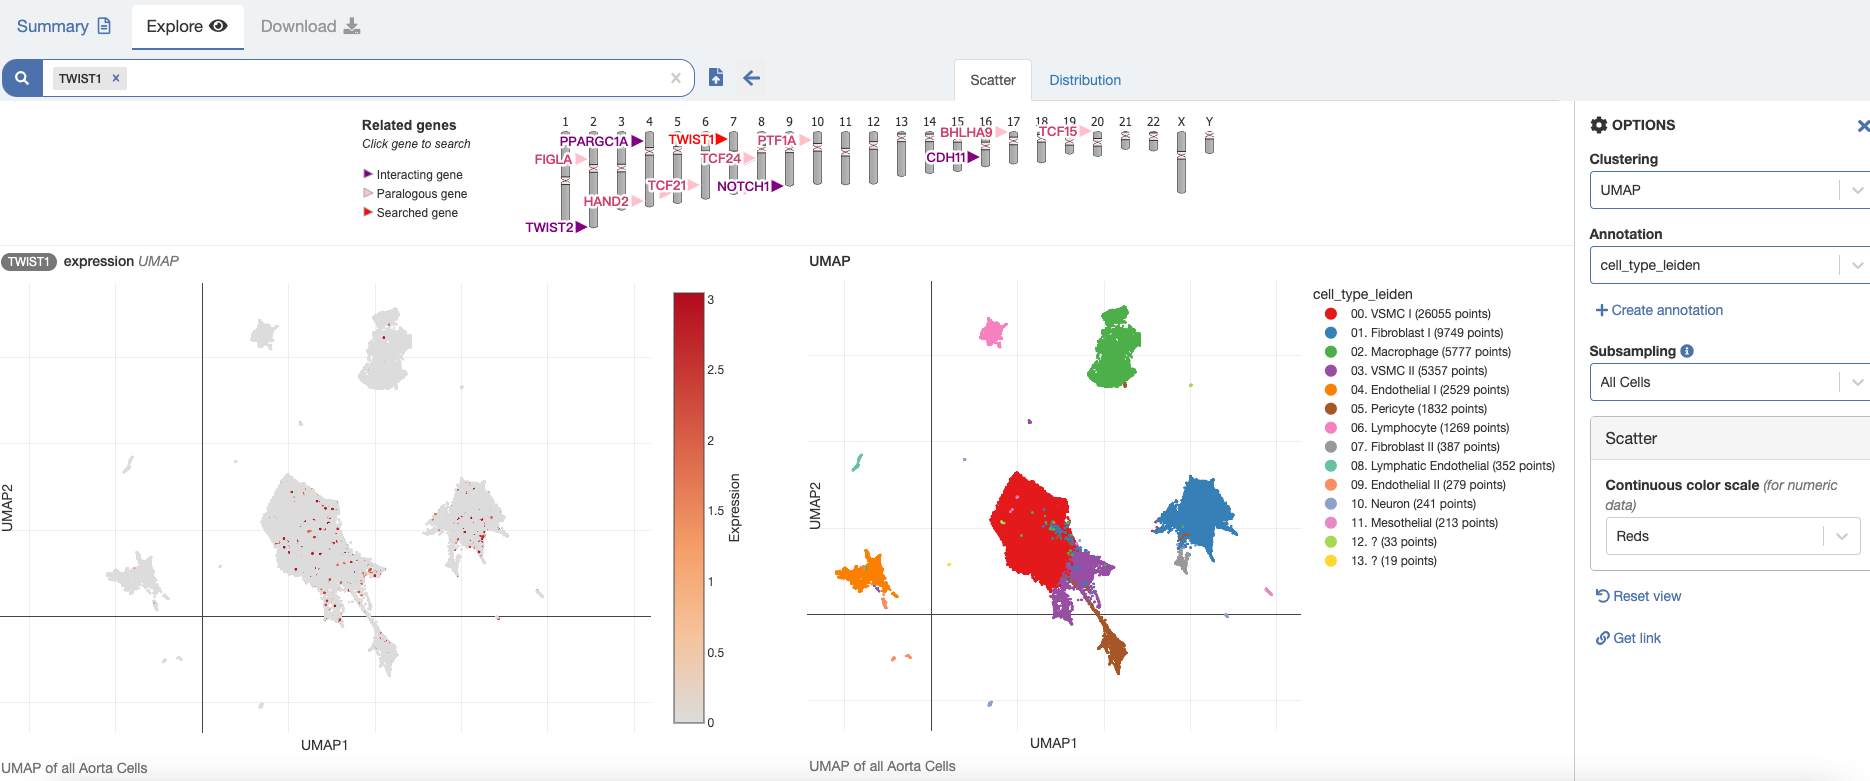 Summary
Explore
Download
TWIST1 ×
×
Scatter
Distribution
Related genes
Click gene to search
Interacting gene
Paralogous gene
Searched gene
1 2 3 4 5 6 7 8 9 10 11 12 13 14 15 16 17 18 19 20 21 22 X Y
PPARGC1A
TWIST1
PTF1A
BHLHA9
TCF15
FIGLA
TCF24
CDH11
TCF21
NOTCH1
HAND2
TWIST2
TWIST1 expression UMAP
3
2.5
2
1.5
1
0.5
0
Expression
UMAP2
UMAP1
UMAP of all Aorta Cells
UMAP
UMAP2
UMAP1
UMAP of all Aorta Cells
cell_type_leiden
00. VSMC I (26055 points)
01. Fibroblast I (9749 points)
02. Macrophage (5777 points)
03. VSMC II (5357 points)
04. Endothelial I (2529 points)
05. Pericyte (1832 points)
06. Lymphocyte (1269 points)
07. Fibroblast II (387 points)
08. Lymphatic Endothelial (352 points)
09. Endothelial II (279 points)
10. Neuron (241 points)
11. Mesothelial (213 points)
12. ? (33 points)
13. ? (19 points)
OPTIONS
Clustering
UMAP
Annotation
cell_type_leiden
+ Create annotation
Subsampling
All Cells
Scatter
Continuous color scale (for numeric
data)
Reds
Reset view
Get link